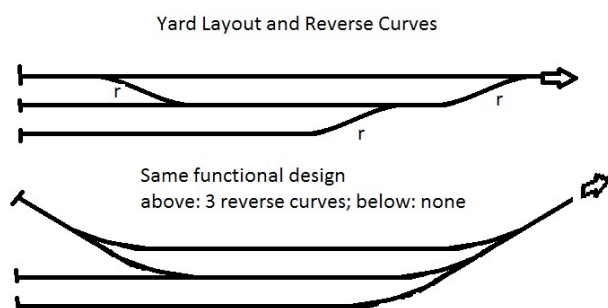 Yard Layout and Reverse Curves
r
r
r
Same functional design
above: 3 reverse curves; below: none